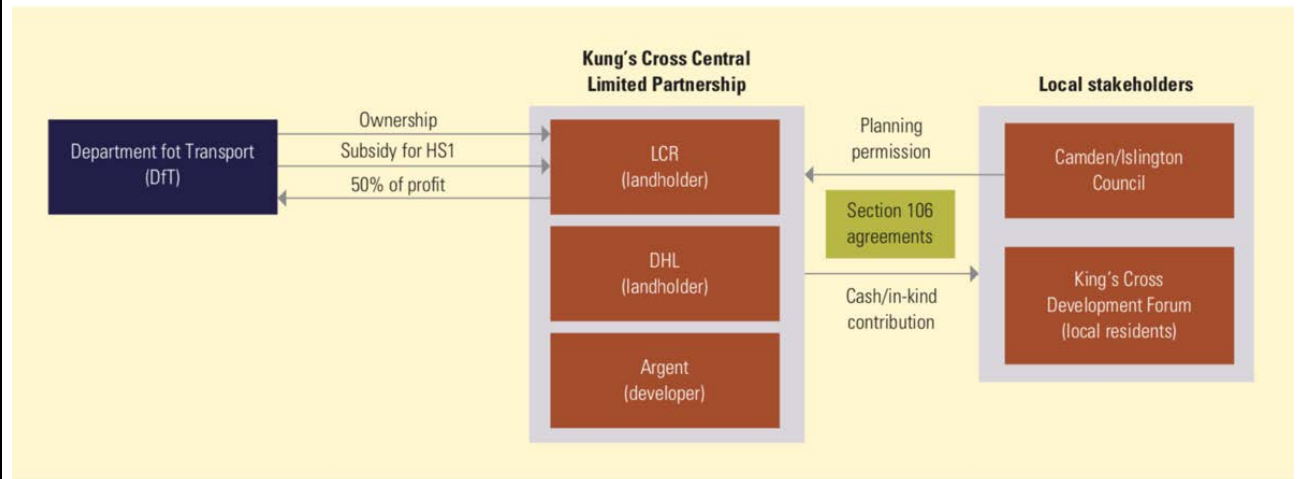 Kung's Cross Central
Limited Partnership
Local stakeholders
Department fot Transport
(DfT)
Ownership
Subsidy for HS1
50% of profit
LCR
(landholder)
DHL
(landholder)
Argent
(developer)
Planning
permission
Section 106
agreements
Cash/in-kind
contribution
Camden/Islington
Council
King's Cross
Development Forum
(local residents)